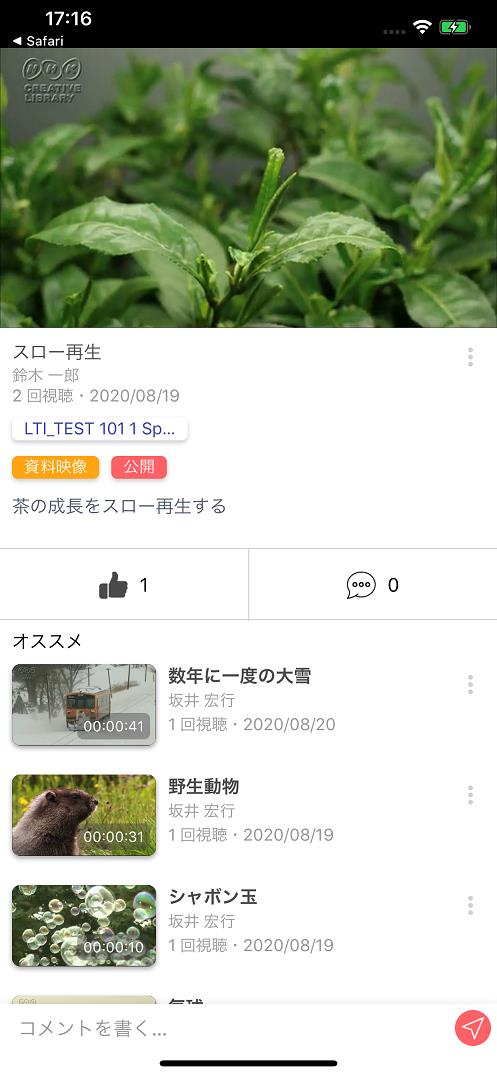 17:16
◀ Safari
NHK
CREATIVE
LIBRARY
スロー再生
鈴木 一郎
2 回視聴・2020/08/19
LTI_TEST 101 1 Sp...
資料映像 公開
茶の成長をスロー再生する
1 0
オススメ
数年に一度の大雪
坂井 宏行
00:00:41 1 回視聴・2020/08/20
野生動物
坂井 宏行
00:00:31 1 回視聴・2020/08/19
シャボン玉
坂井 宏行
00:00:10 1 回視聴・2020/08/19
コメントを書く...